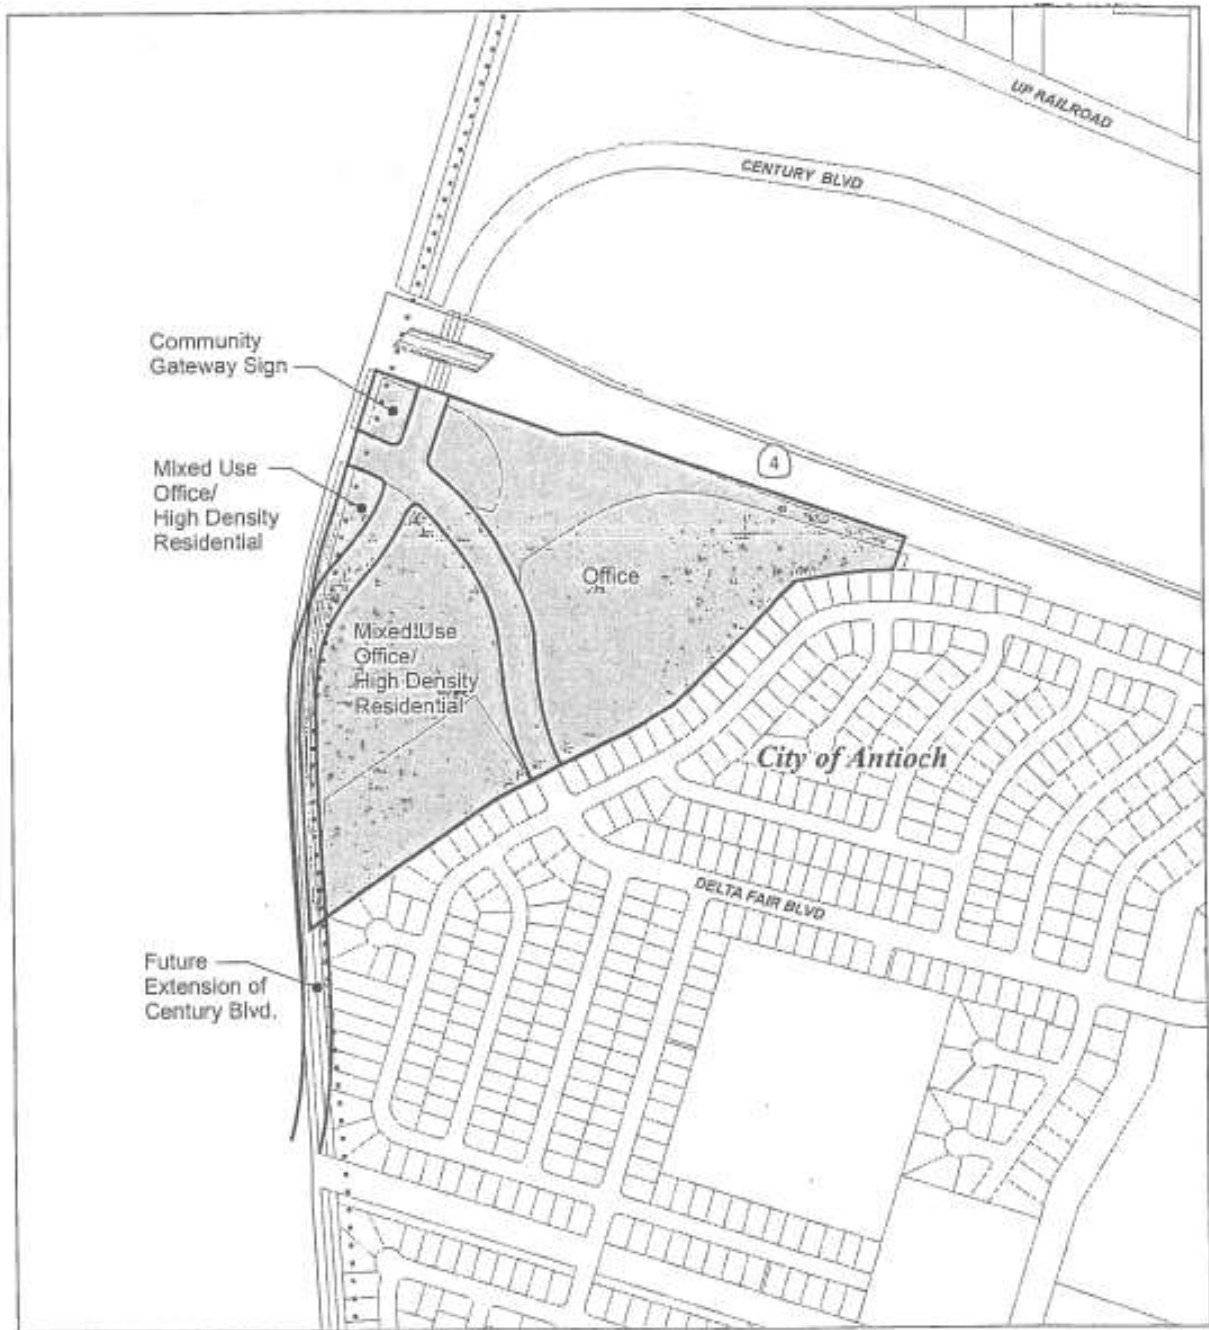 UP RAILROAD
CENTURY BLVD
Community
Gateway Sign
4
Mixed Use
Office/
High Density
Residential
Office
Mixed Use
Office/
High Density
Residential
City of Antioch
DELTA FAIR BLVD
Future
Extension of
Century Blvd.